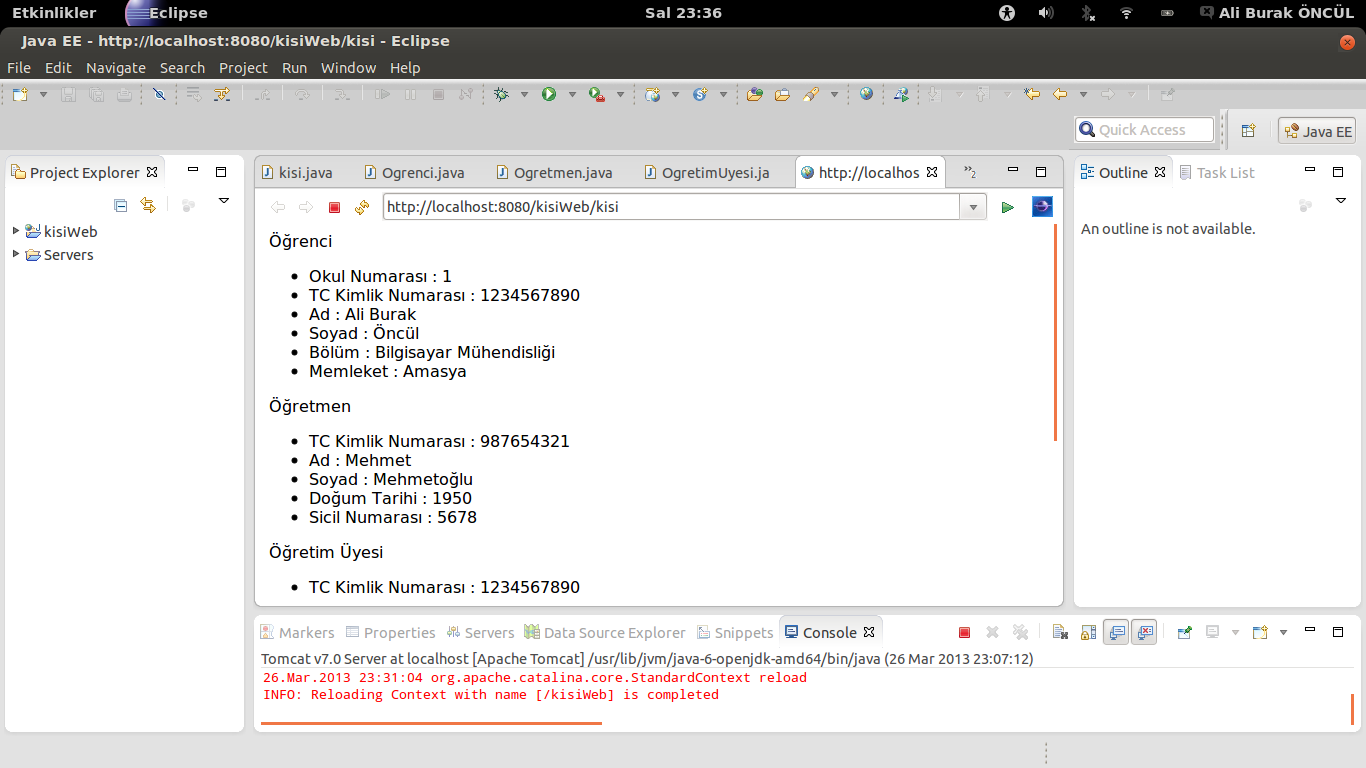 Etkinlikler Eclipse Sal 23:36 Ali Burak ÖNCÜL
Java EE - http://localhost:8080/kisiWeb/kisi - Eclipse
File Edit Navigate Search Project Run Window Help
Quick Access Java EE
Project Explorer
kisiWeb
Servers
kisi.java Ogrenci.java Ogretmen.java OgretimUyesi.ja http://localhos »2
http://localhost:8080/kisiWeb/kisi
Öğrenci
• Okul Numarası : 1
• TC Kimlik Numarası : 1234567890
• Ad : Ali Burak
• Soyad : Öncül
• Bölüm : Bilgisayar Mühendisliği
• Memleket : Amasya
Öğretmen
• TC Kimlik Numarası : 987654321
• Ad : Mehmet
• Soyad : Mehmetoğlu
• Doğum Tarihi : 1950
• Sicil Numarası : 5678
Öğretim Üyesi
• TC Kimlik Numarası : 1234567890
Outline Task List
An outline is not available.
Markers Properties Servers Data Source Explorer Snippets Console
Tomcat v7.0 Server at localhost [Apache Tomcat] /usr/lib/jvm/java-6-openjdk-amd64/bin/java (26 Mar 2013 23:07:12)
26.Mar.2013 23:31:04 org.apache.catalina.core.StandardContext reload
INFO: Reloading Context with name [/kisiWeb] is completed